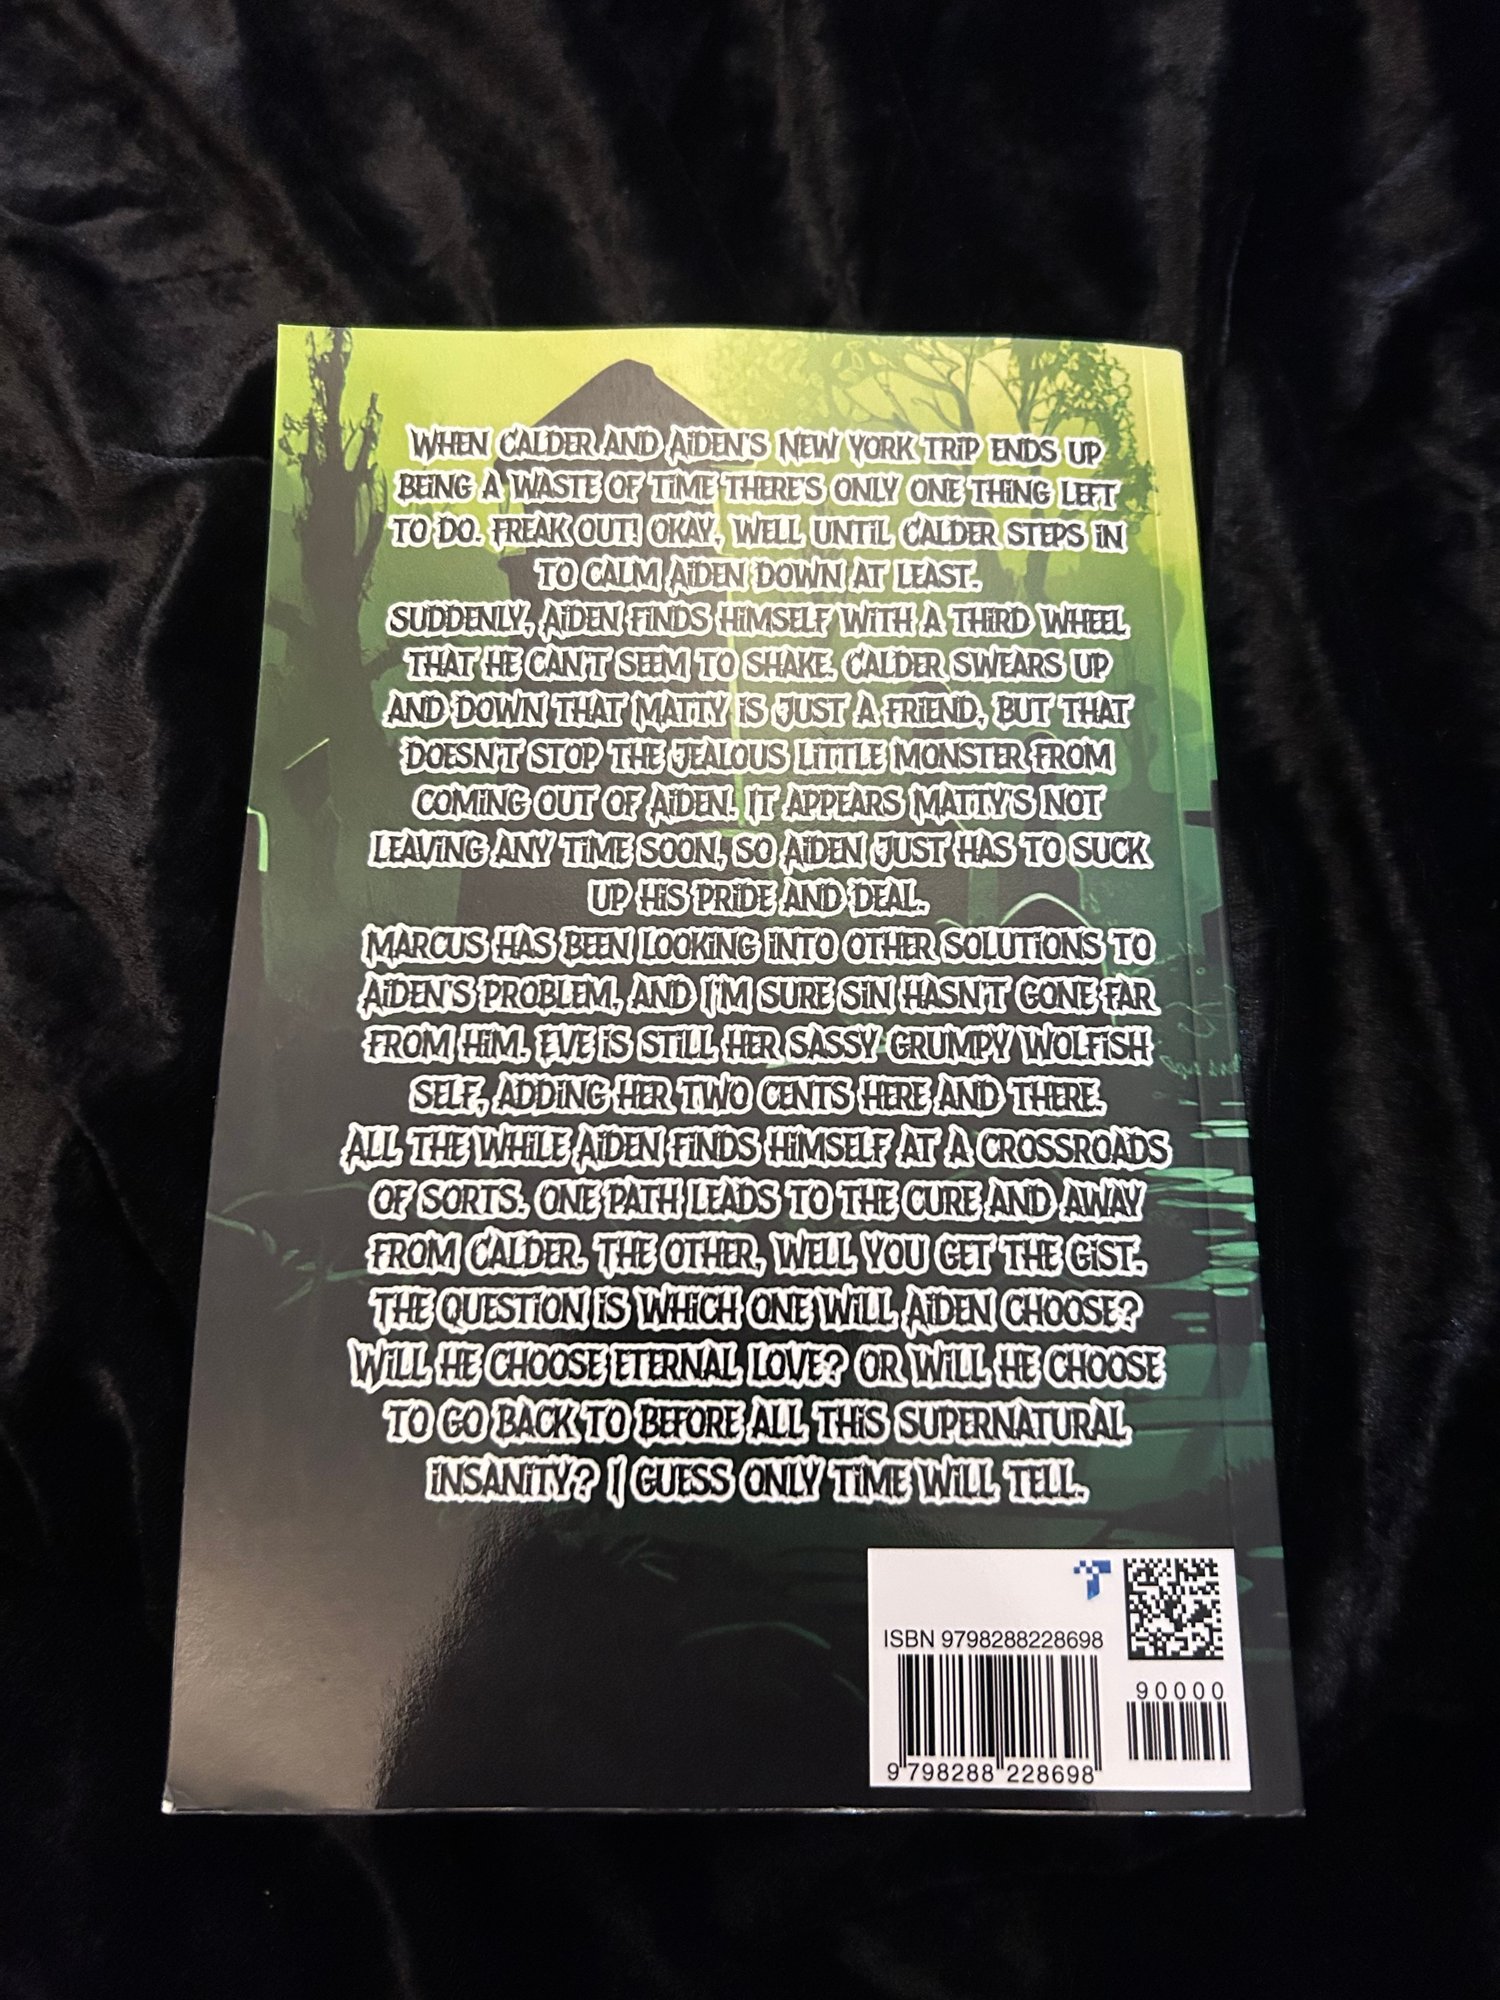 WHEN CALDER AND AIDEN'S NEW YORK TRIP ENDS UP
BEING A WASTE OF TIME THERE'S ONLY ONE THING LEFT
TO DO. FREAK OUT! OKAY, WELL UNTIL CALDER STEPS IN
TO CALM AIDEN DOWN AT LEAST.
SUDDENLY, AIDEN FINDS HIMSELF WITH A THIRD WHEEL
THAT HE CAN'T SEEM TO SHAKE. CALDER SWEARS UP
AND DOWN THAT MATTY IS JUST A FRIEND, BUT THAT
DOESN'T STOP THE JEALOUS LITTLE MONSTER FROM
COMING OUT OF AIDEN. IT APPEARS MATTY'S NOT
LEAVING ANY TIME SOON, SO AIDEN JUST HAS TO SUCK
UP HIS PRIDE AND DEAL.
MARCUS HAS BEEN LOOKING INTO OTHER SOLUTIONS TO
AIDEN'S PROBLEM, AND I'M SURE SIN HASN'T GONE FAR
FROM HIM. EVE IS STILL HER SASSY GRUMPY WOLFISH
SELF, ADDING HER TWO CENTS HERE AND THERE.
ALL THE WHILE AIDEN FINDS HIMSELF AT A CROSSROADS
OF SORTS. ONE PATH LEADS TO THE CURE AND AWAY
FROM CALDER. THE OTHER, WELL YOU GET THE GIST.
THE QUESTION IS WHICH ONE WILL AIDEN CHOOSE?
WILL HE CHOOSE ETERNAL LOVE? OR WILL HE CHOOSE
TO GO BACK TO BEFORE ALL THIS SUPERNATURAL
INSANITY? I GUESS ONLY TIME WILL TELL.
ISBN 9798288228698
90000
9 798288 228698